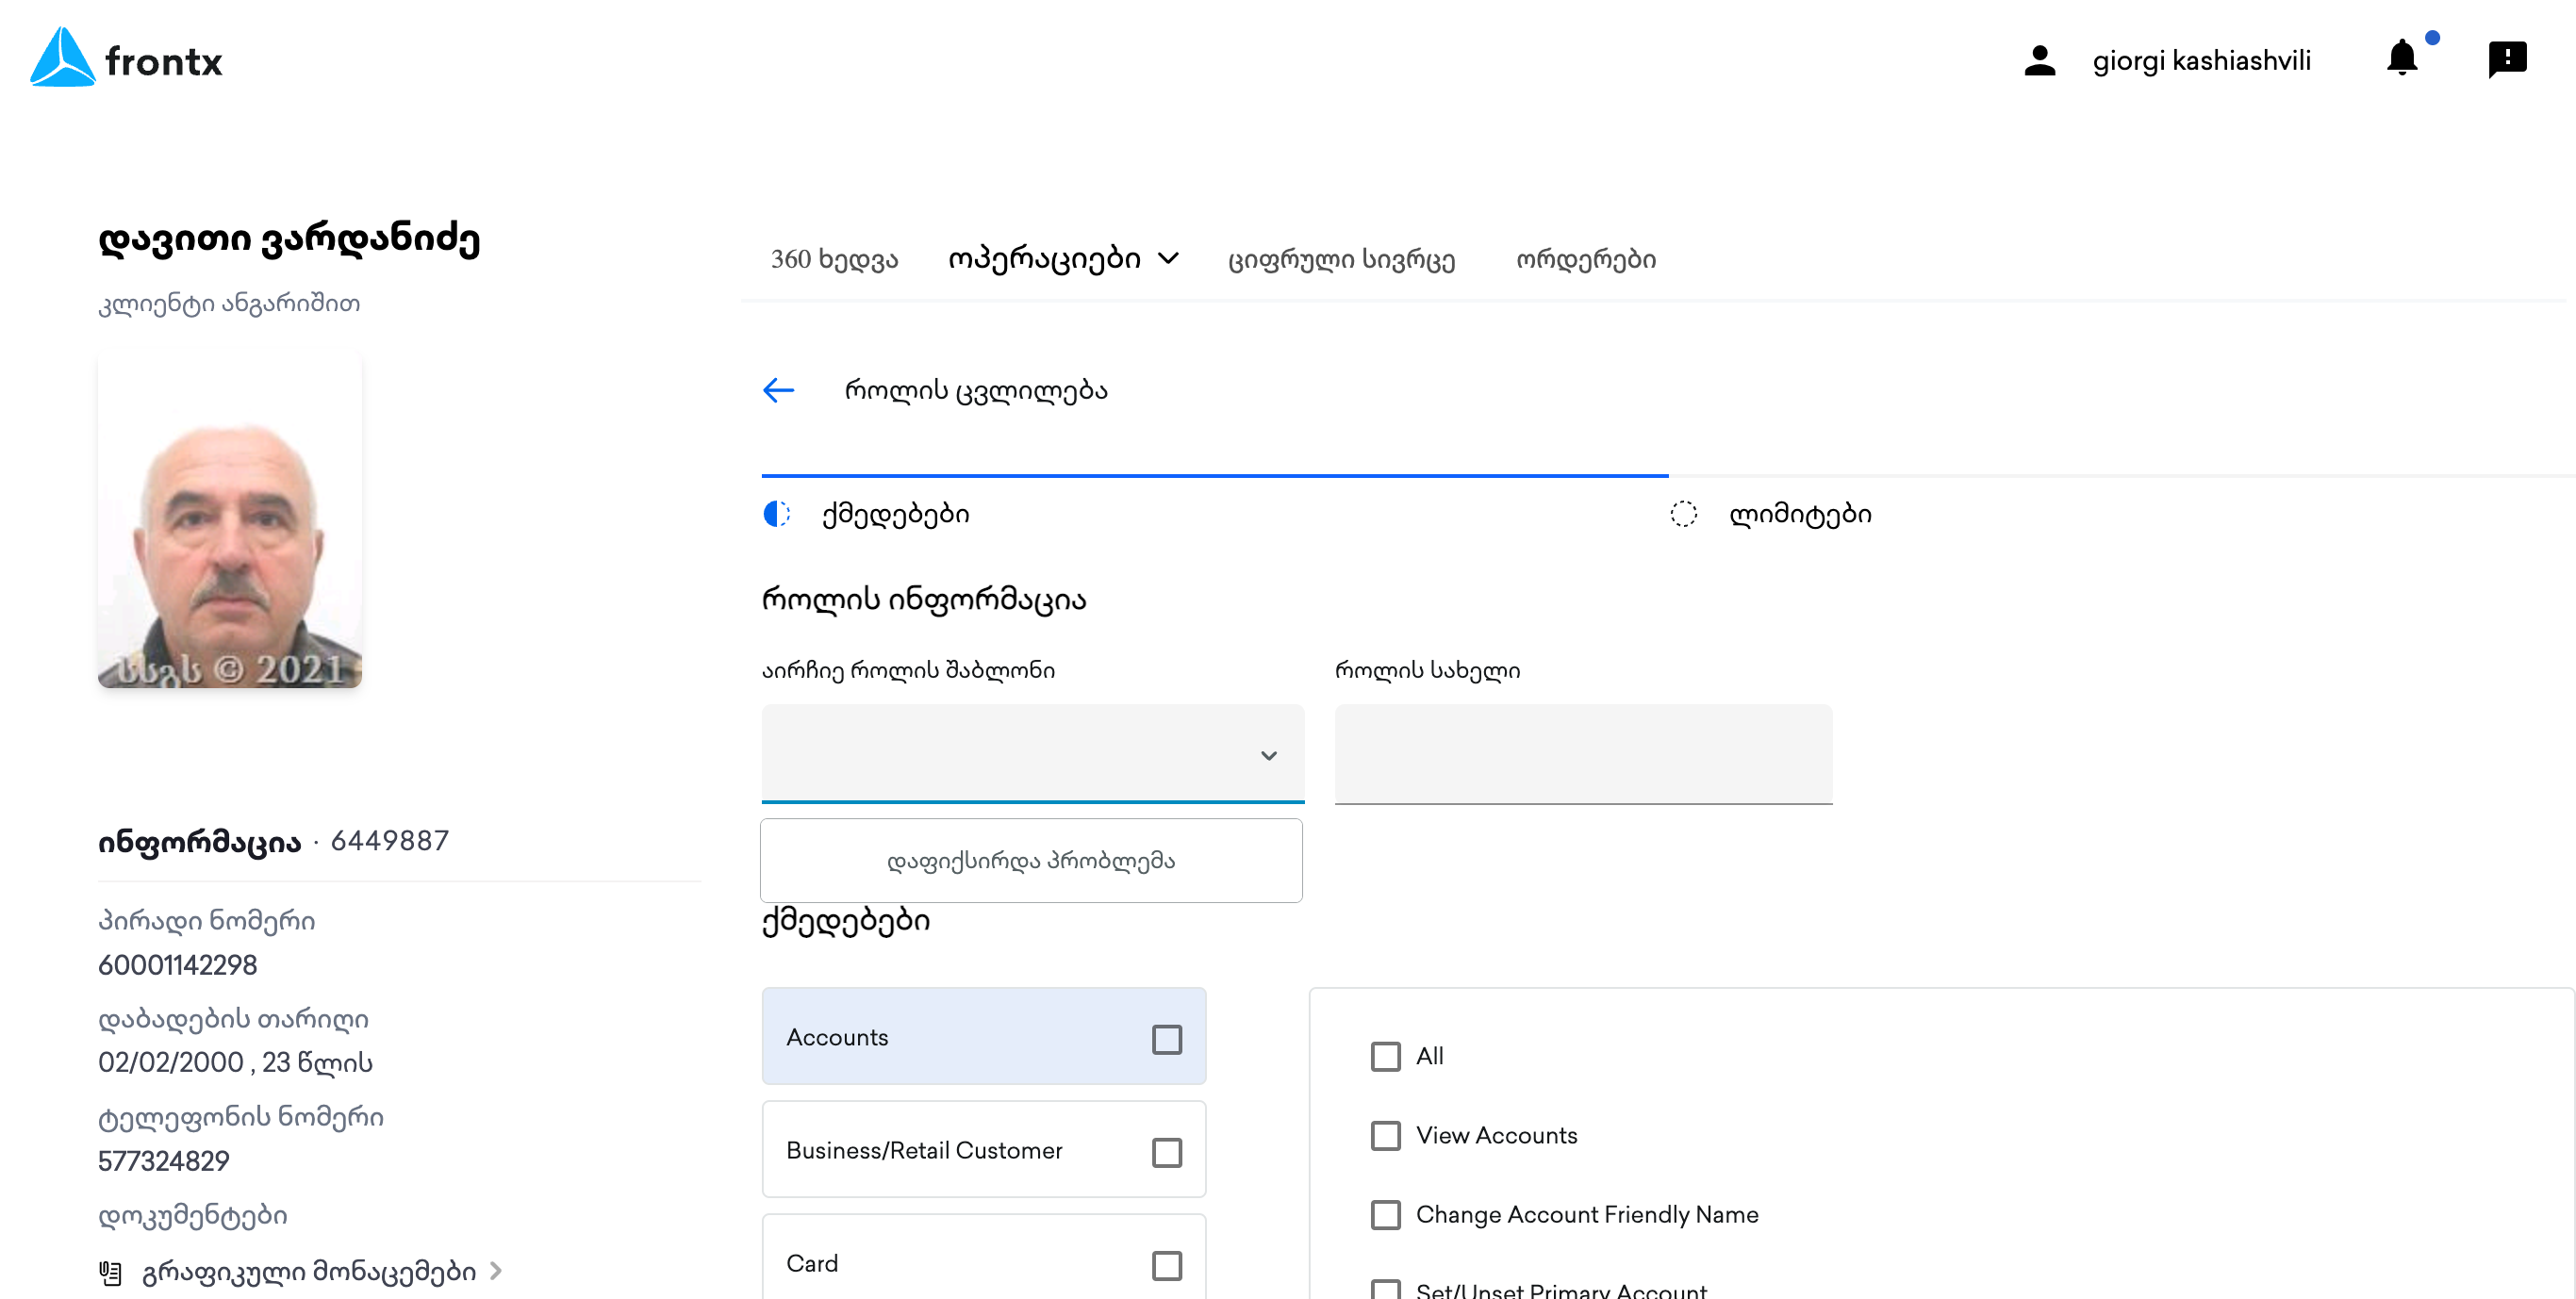 frontx
giorgi kashiashvili
დავითი ვარდანიძე
კლიენტი ანგარიშით
სსგს © 2021
ინფორმაცია · 6449887
პირადი ნომერი
60001142298
დაბადების თარიღი
02/02/2000 , 23 წლის
ტელეფონის ნომერი
577324829
დოკუმენტები
გრაფიკული მონაცემები
360 ხედვა ოპერაციები ციფრული სივრცე ორდერები
როლის ცვლილება
ქმედებები ლიმიტები
როლის ინფორმაცია
აირჩიე როლის შაბლონი როლის სახელი
დაფიქსირდა პრობლემა
ქმედებები
Accounts
Business/Retail Customer
Card
All
View Accounts
Change Account Friendly Name
Set/Unset Primary Account